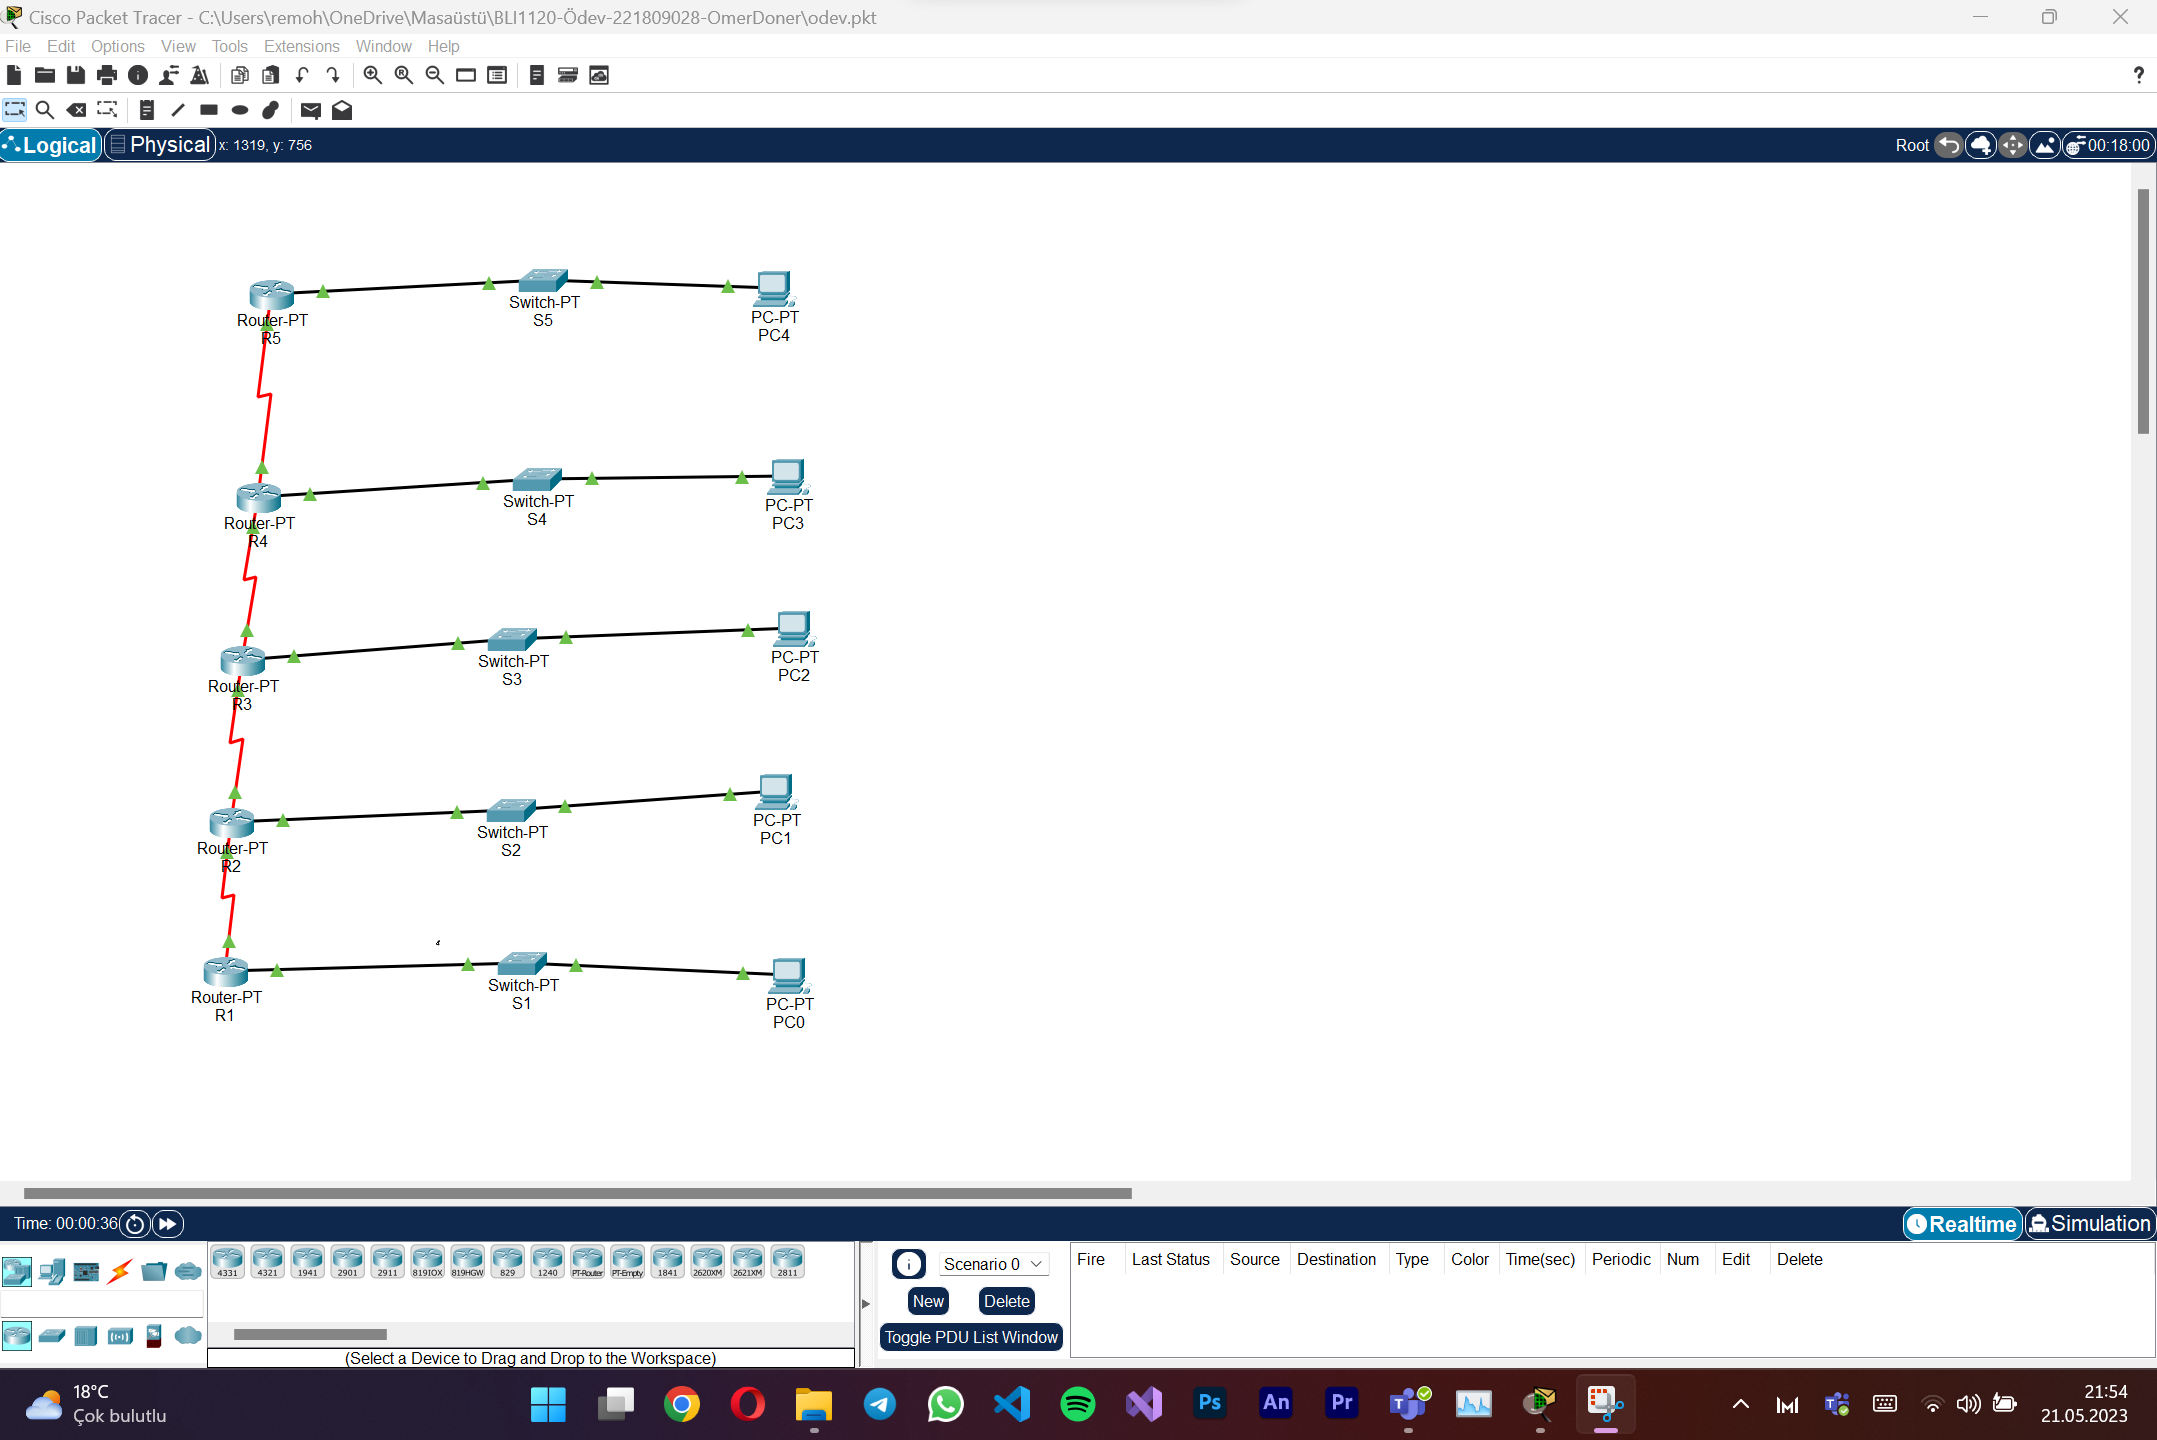 Cisco Packet Tracer - C:\Users\remoh\OneDrive\Masaüstü\BLI1120-Ödev-221809028-OmerDoner\odev.pkt
File Edit Options View Tools Extensions Window Help
?
Logical Physical x: 1319, y: 756 Root 00:18:00
Router-PT
R5
Switch-PT
S5
PC-PT
PC4
Router-PT
R4
Switch-PT
S4
PC-PT
PC3
Router-PT
R3
Switch-PT
S3
PC-PT
PC2
Router-PT
R2
Switch-PT
S2
PC-PT
PC1
Router-PT
R1
Switch-PT
S1
PC-PT
PC0
Time: 00:00:36 Realtime Simulation
4331 4321 1941 2901 2911 819IOX 819HGW 829 1240 PT-Router PT-Empty 1841 2620XM 2621XM 2811
(Select a Device to Drag and Drop to the Workspace)
Scenario 0
New Delete
Toggle PDU List Window
Fire Last Status Source Destination Type Color Time(sec) Periodic Num Edit Delete
18°C
Çok bulutlu
Ps An Pr
21:54
21.05.2023